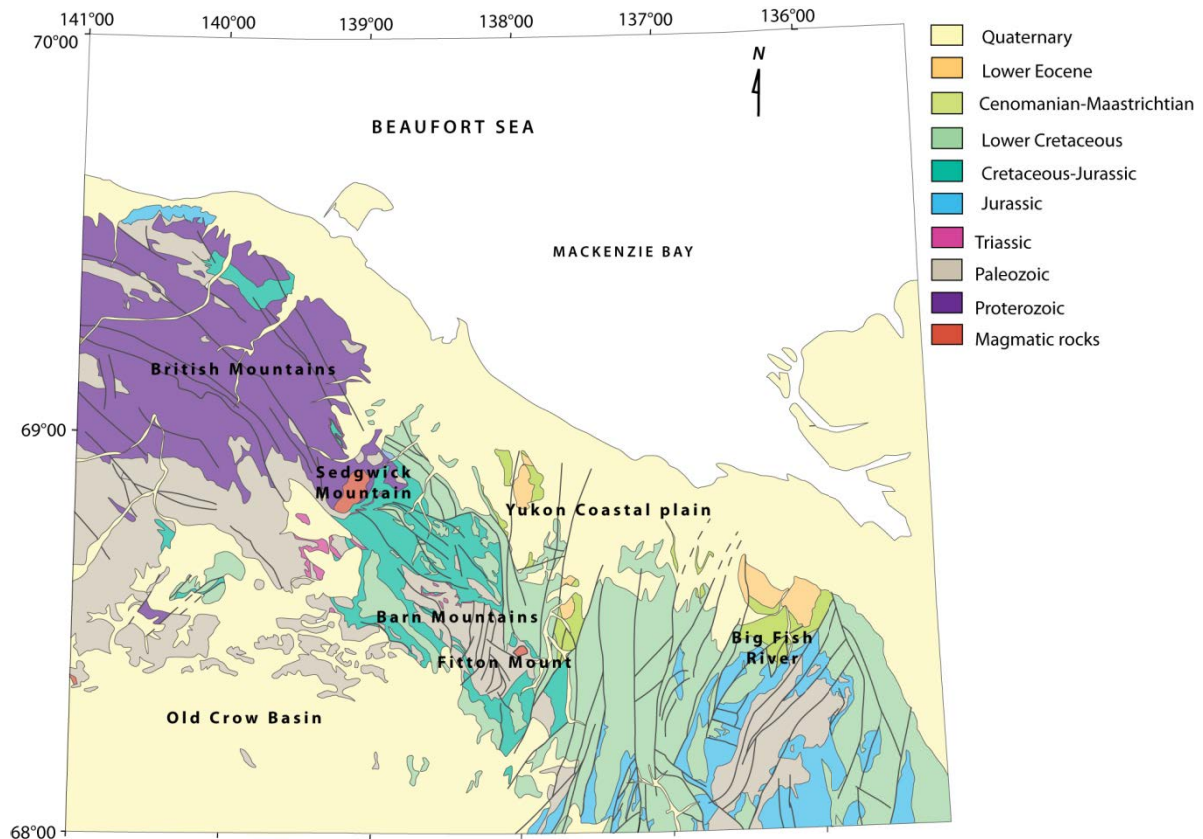 141°00 140°00 139°00 138°00 137°00 136°00
70°00
N
BEAUFORT SEA
MACKENZIE BAY
British Mountains
69°00
Sedgwick
Mountain
Yukon Coastal plain
Barn Mountains
Big Fish
River
Fitton Mount
Old Crow Basin
68°00
Quaternary
Lower Eocene
Cenomanian-Maastrichtian
Lower Cretaceous
Cretaceous-Jurassic
Jurassic
Triassic
Paleozoic
Proterozoic
Magmatic rocks